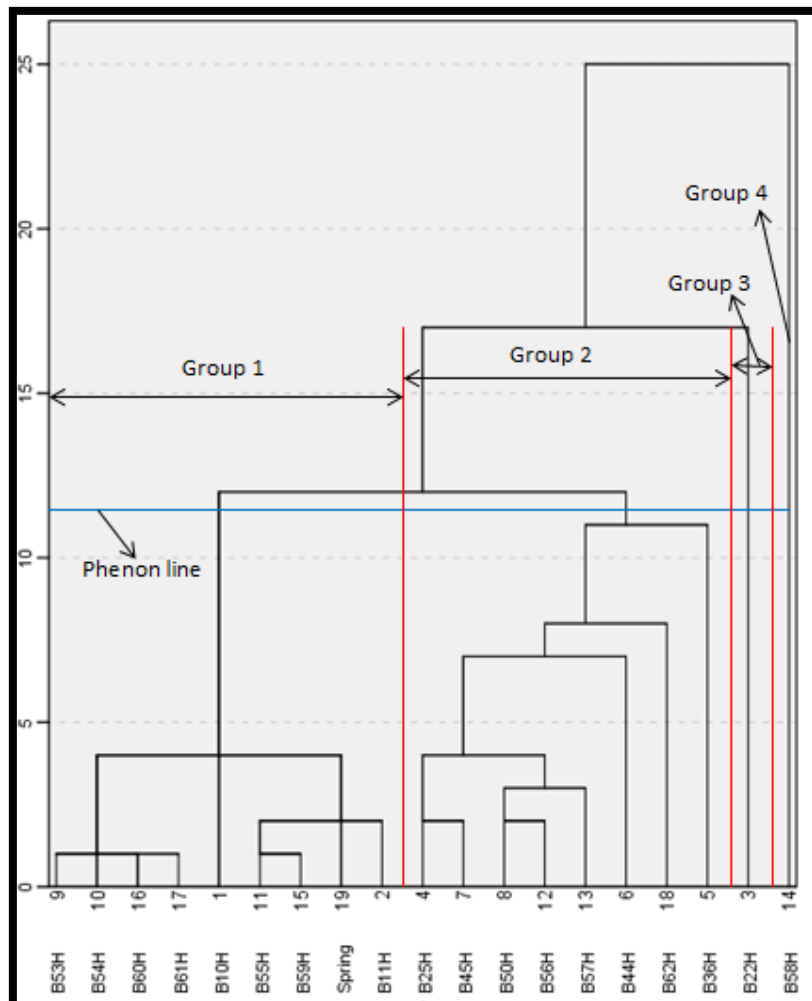 25
20
15
10
5
0
Group 4
Group 3
Group 2
Group 1
Phenon line
9 10 16 17 1 11 15 19 2 4 7 8 12 13 6 18 5 3 14
B53H B54H B60H B61H B10H B55H B59H Spring B11H B25H B45H B50H B56H B57H B44H B62H B36H B22H B58H